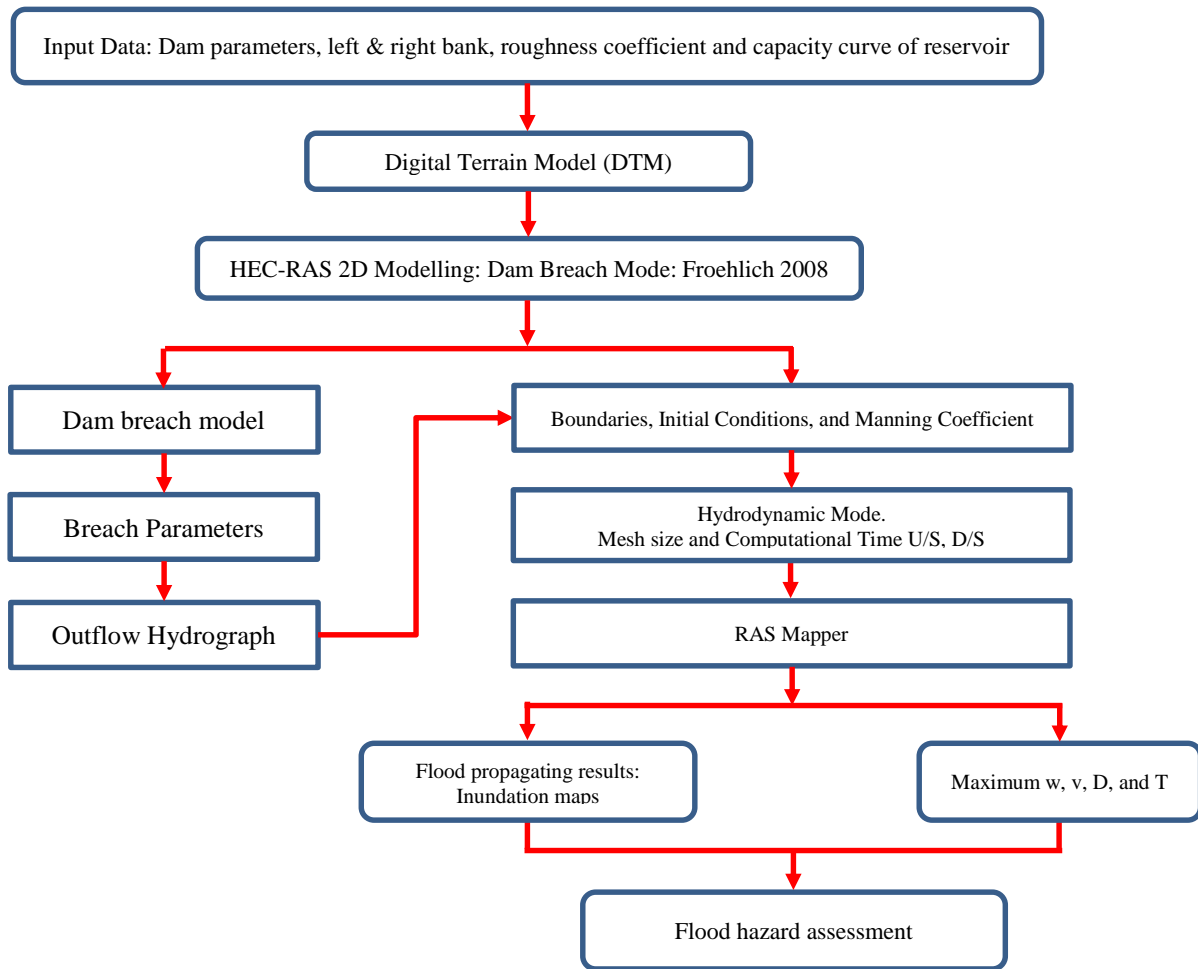 Input Data: Dam parameters, left & right bank, roughness coefficient and capacity curve of reservoir
Digital Terrain Model (DTM)
HEC-RAS 2D Modelling: Dam Breach Mode: Froehlich 2008
Dam breach model
Boundaries, Initial Conditions, and Manning Coefficient
Breach Parameters
Hydrodynamic Mode.
Mesh size and Computational Time U/S, D/S
Outflow Hydrograph
RAS Mapper
Flood propagating results:
Inundation maps
Maximum w, v, D, and T
Flood hazard assessment